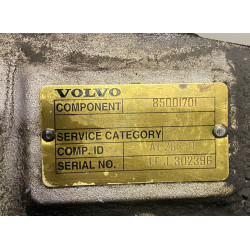 VOLVO
COMPONENT 85001701
SERVICE CATEGORY
COMP. ID
SERIAL NO.